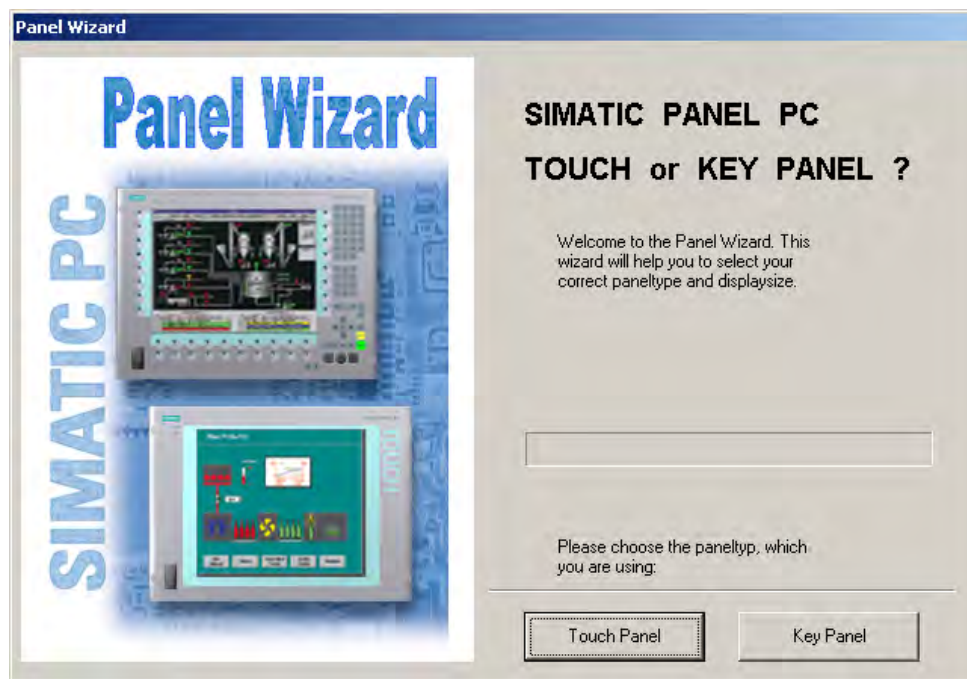 Panel Wizard
Panel Wizard
SIMATIC PC
SIMATIC PANEL PC
TOUCH or KEY PANEL ?
Welcome to the Panel Wizard. This
wizard will help you to select your
correct paneltype and displaysize.
TOUCH
Please choose the paneltyp, which
you are using:
Touch Panel
Key Panel